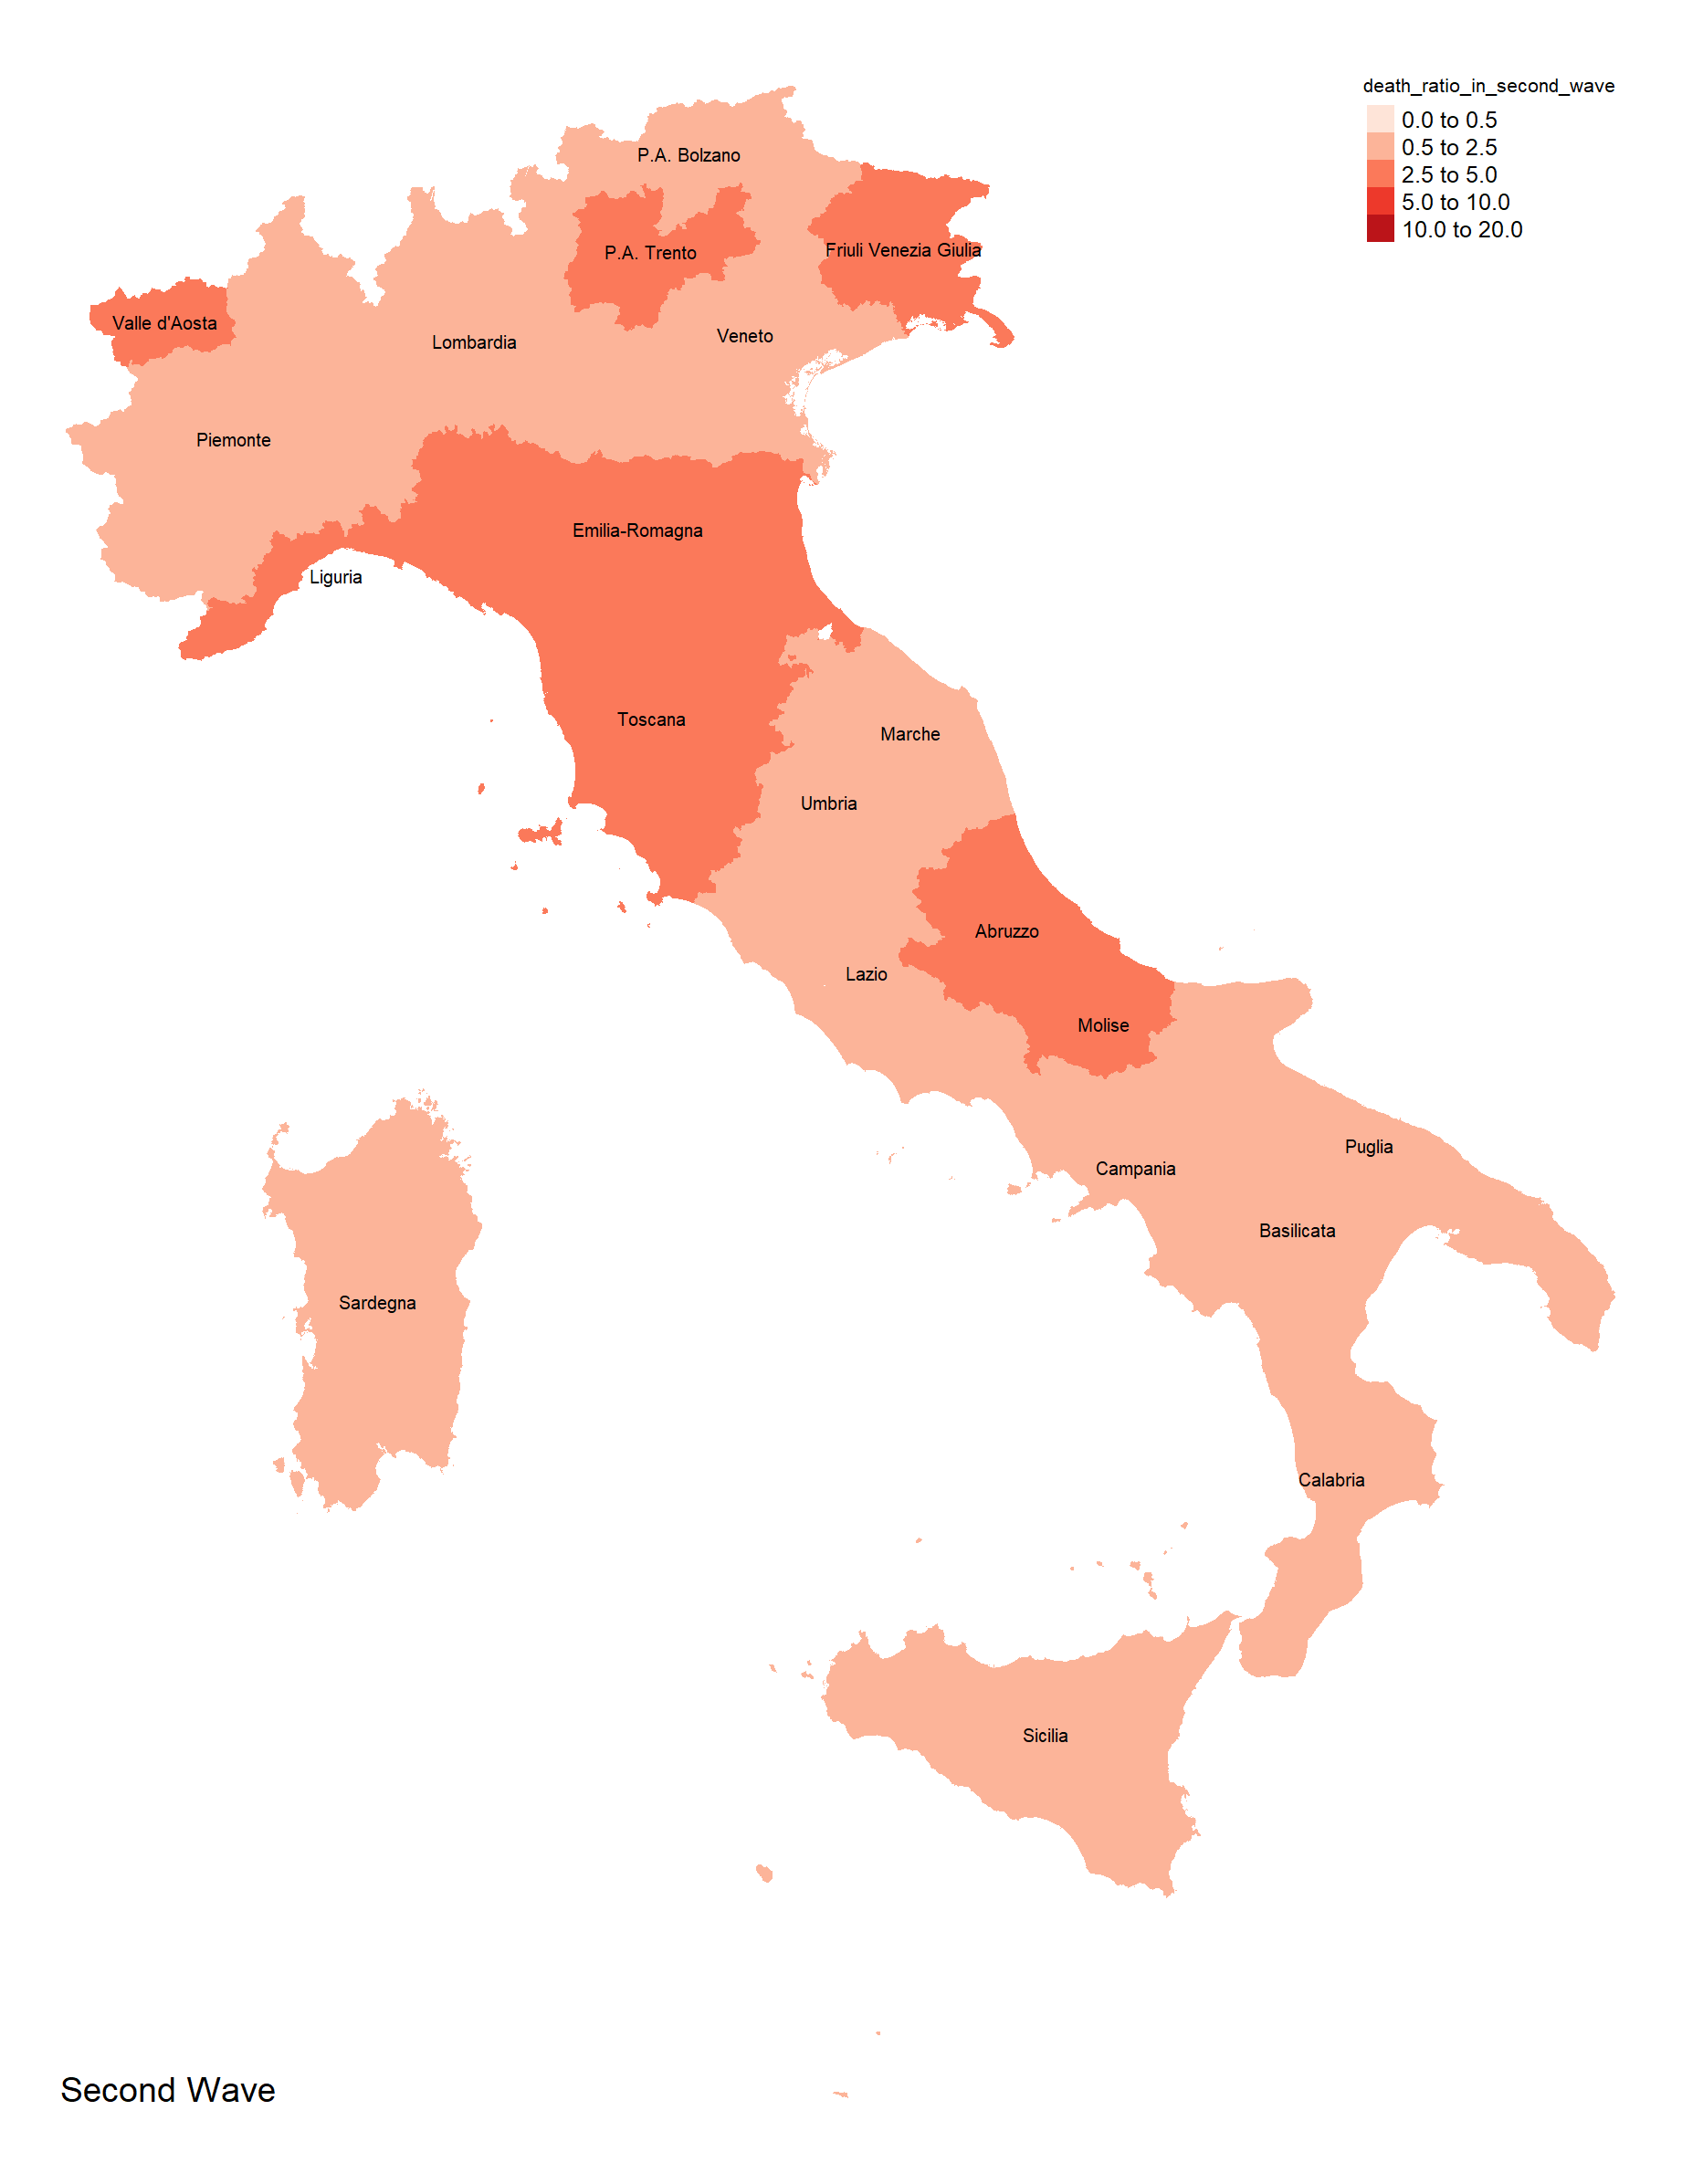 death_ratio_in_second_wave
0.0 to 0.5
0.5 to 2.5
2.5 to 5.0
5.0 to 10.0
10.0 to 20.0
P.A. Bolzano
P.A. Trento
Friuli Venezia Giulia
Valle d'Aosta
Lombardia
Veneto
Piemonte
Emilia-Romagna
Liguria
Toscana
Marche
Umbria
Abruzzo
Lazio
Molise
Puglia
Campania
Basilicata
Sardegna
Calabria
Sicilia
Second Wave